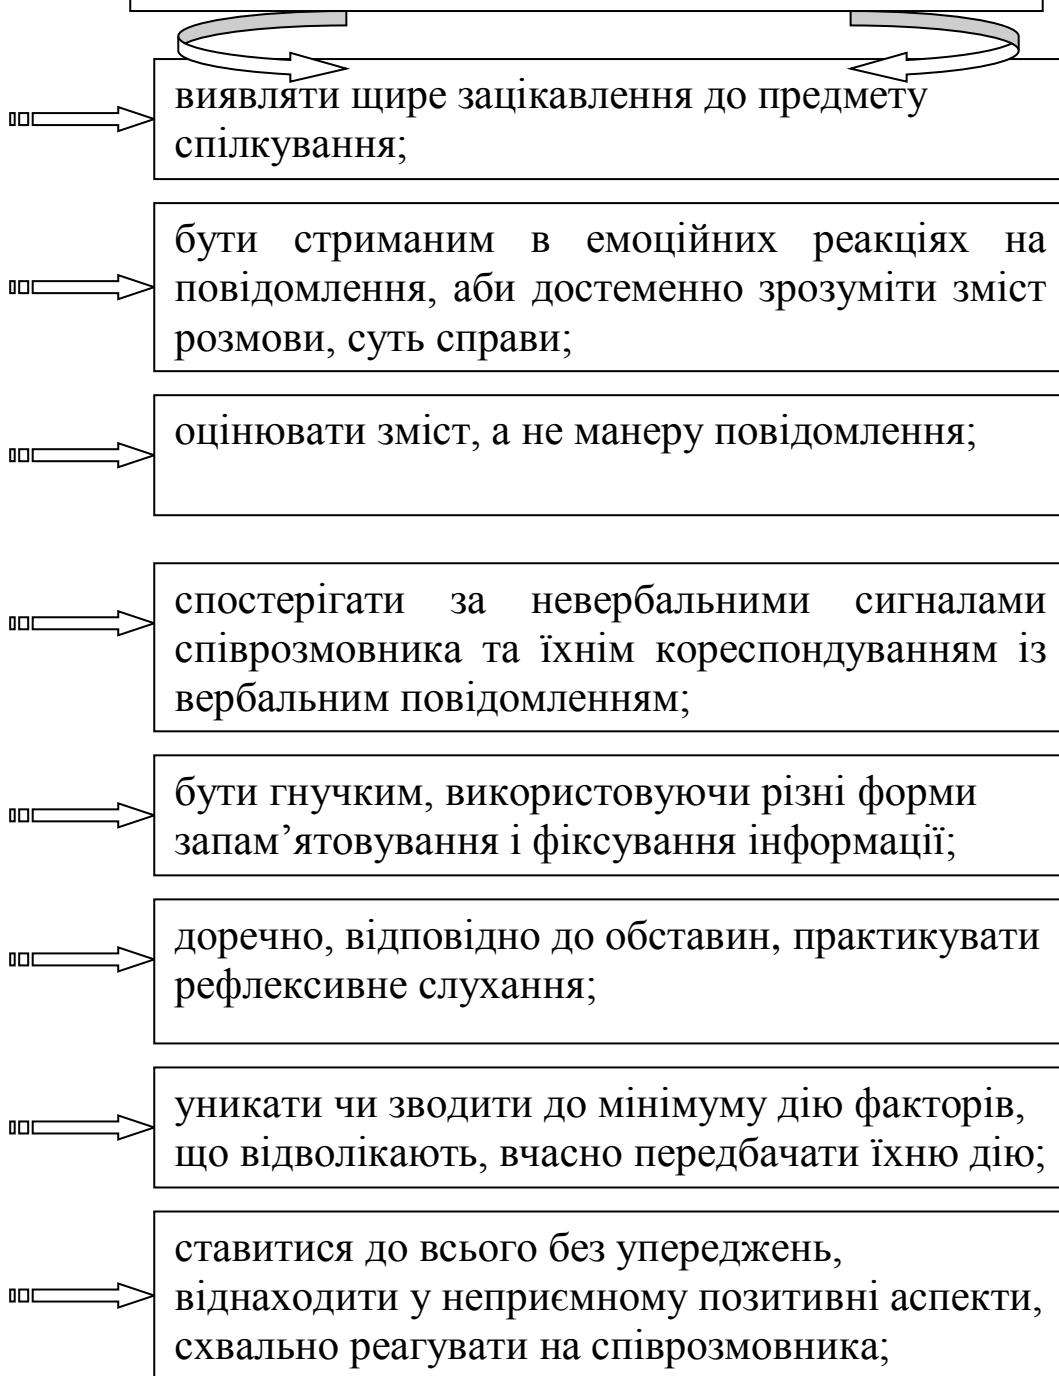 виявляти щире зацікавлення до предмету
спілкування;
бути стриманим в емоційних реакціях на
повідомлення, аби достеменно зрозуміти зміст
розмови, суть справи;
оцінювати зміст, а не манеру повідомлення;
спостерігати за невербальними сигналами
співрозмовника та їхнім кореспондуванням із
вербальним повідомленням;
бути гнучким, використовуючи різні форми
запам’ятовування і фіксування інформації;
доречно, відповідно до обставин, практикувати
рефлексивне слухання;
уникати чи зводити до мінімуму дію факторів,
що відволікають, вчасно передбачати їхню дію;
ставитися до всього без упереджень,
віднаходити у неприємному позитивні аспекти,
схвально реагувати на співрозмовника;